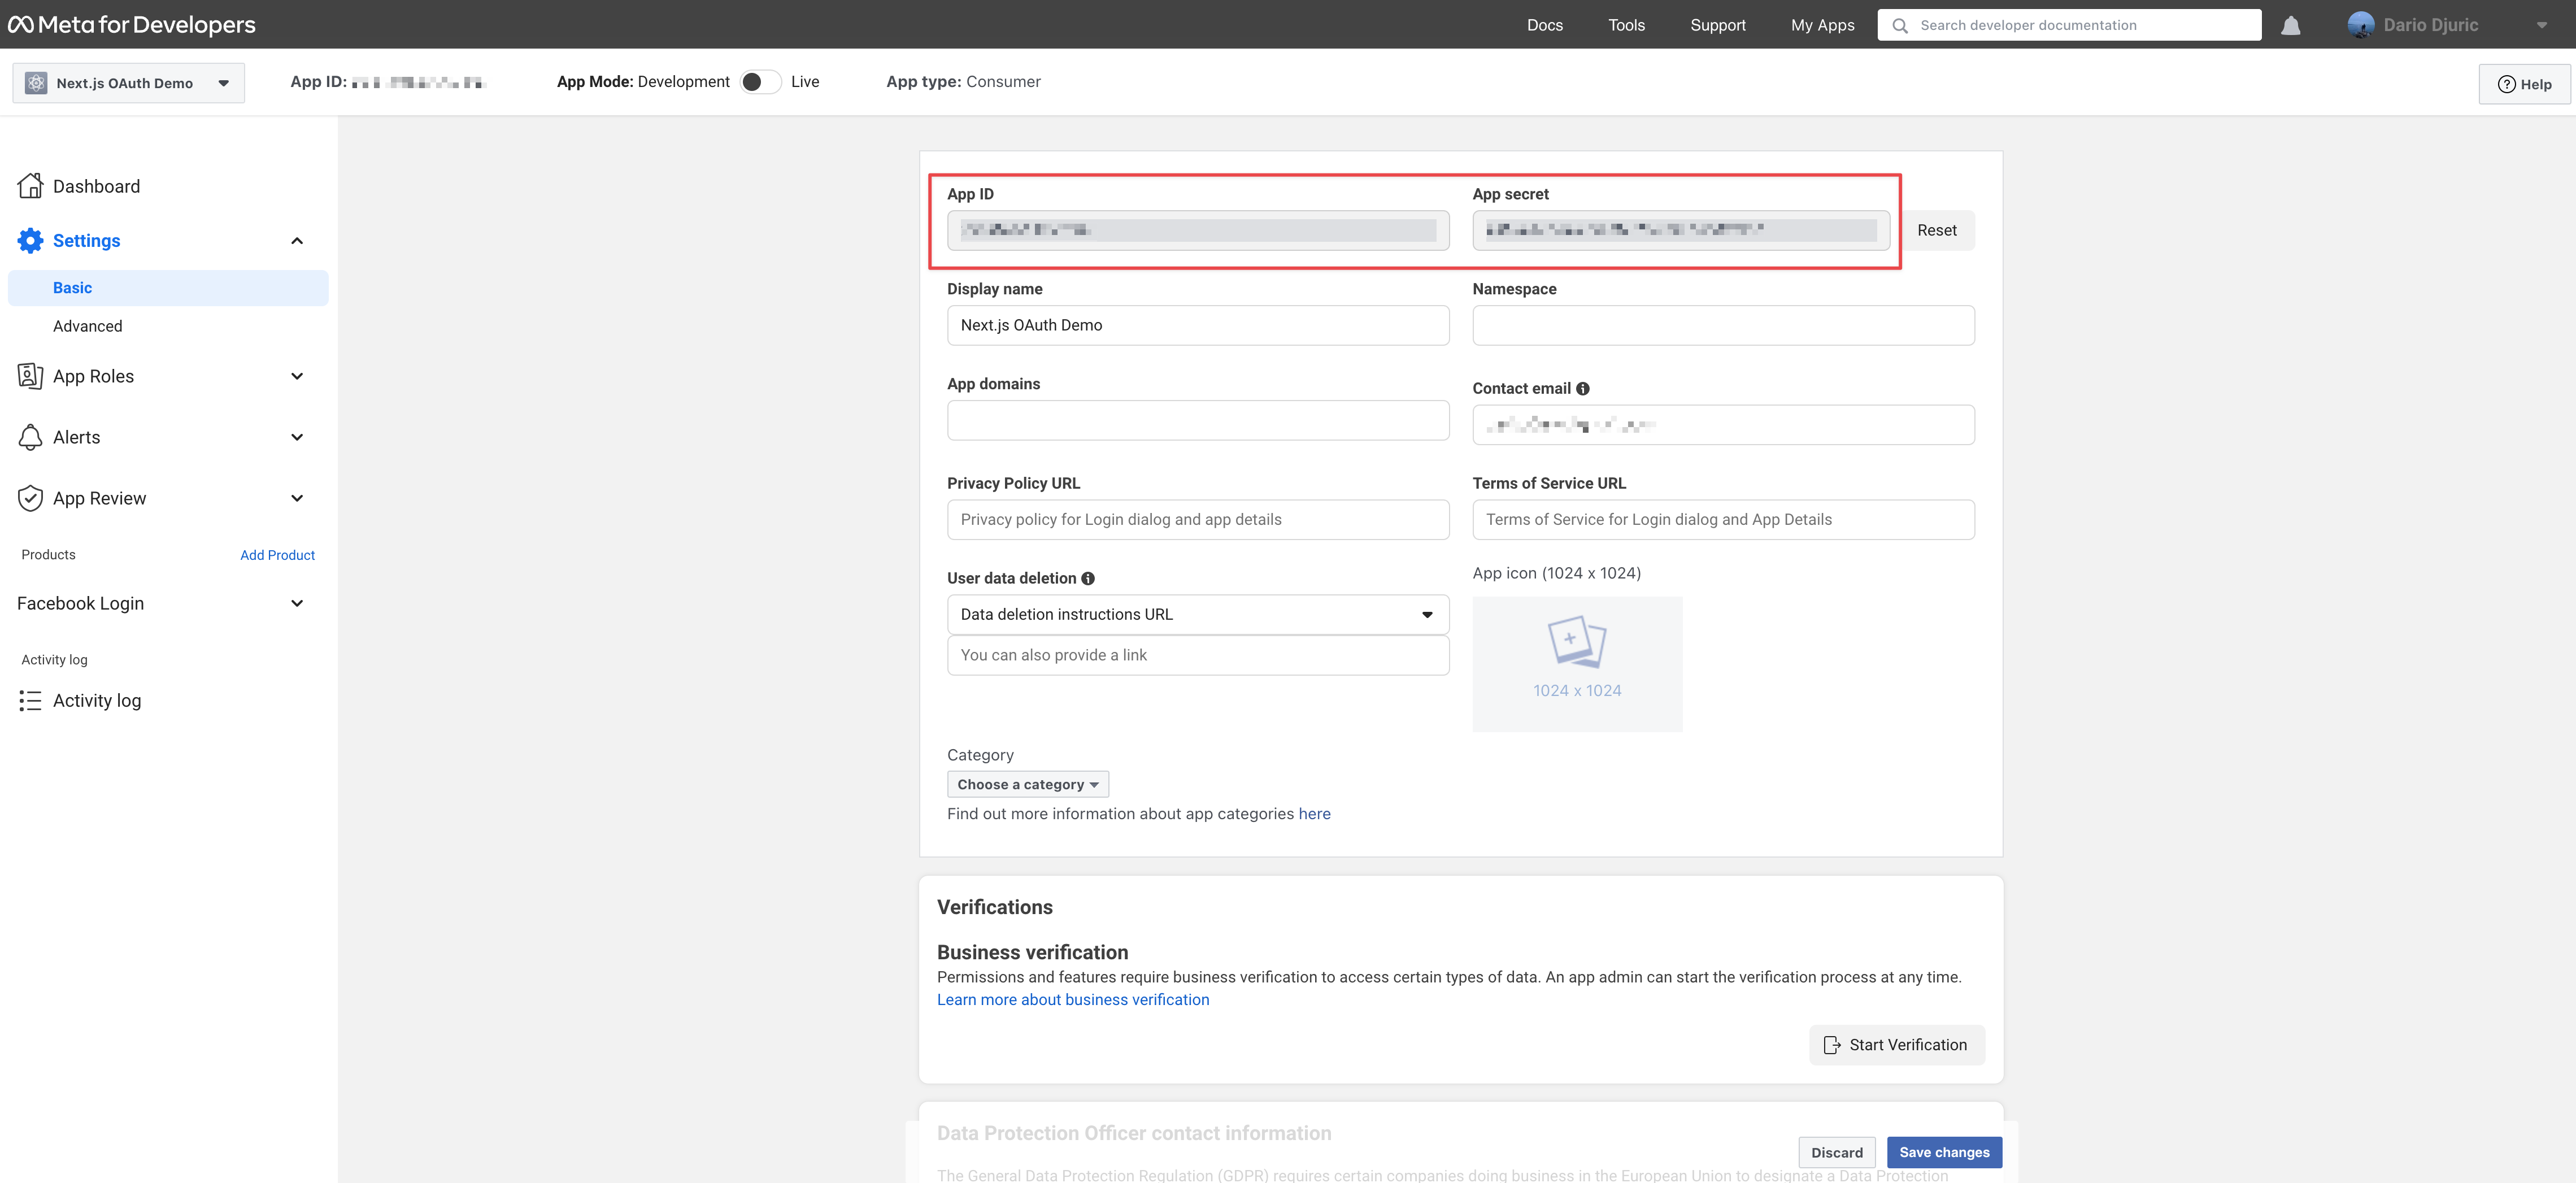 Meta for Developers
Docs
Tools
Support
My Apps
Search developer documentation
Dario Djuric
Next.js OAuth Demo
App ID:
App Mode: Development
Live
App type: Consumer
Help
Dashboard
Settings
Basic
Advanced
App Roles
Alerts
App Review
Products
Add Product
Facebook Login
Activity log
Activity log
App ID
App secret
Reset
Display name
Namespace
Next.js OAuth Demo
App domains
Contact email
Privacy Policy URL
Terms of Service URL
Privacy policy for Login dialog and app details
Terms of Service for Login dialog and App Details
User data deletion
App icon (1024 x 1024)
Data deletion instructions URL
You can also provide a link
1024 x 1024
Category
Choose a category
Find out more information about app categories here
Verifications
Business verification
Permissions and features require business verification to access certain types of data. An app admin can start the verification process at any time.
Learn more about business verification
Start Verification
Data Protection Officer contact information
Discard
Save changes
The General Data Protection Regulation (GDPR) requires certain companies doing business in the European Union to designate a Data Protection